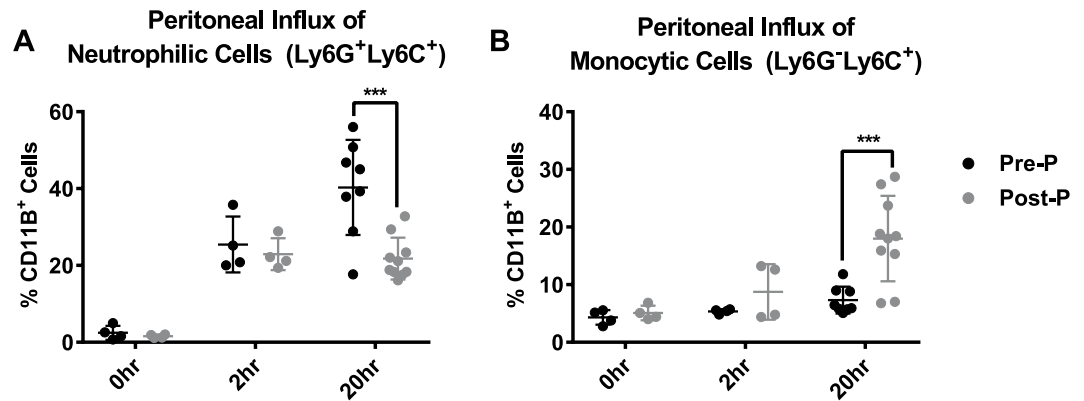 A
Peritoneal Influx of
Neutrophilic Cells (Ly6G⁺Ly6C⁺)
% CD11B⁺ Cells
60
40
20
0
***
0hr
2hr
20hr
B
Peritoneal Influx of
Monocytic Cells (Ly6G⁻Ly6C⁺)
% CD11B⁺ Cells
40
30
20
10
0
***
0hr
2hr
20hr
Pre-P
Post-P